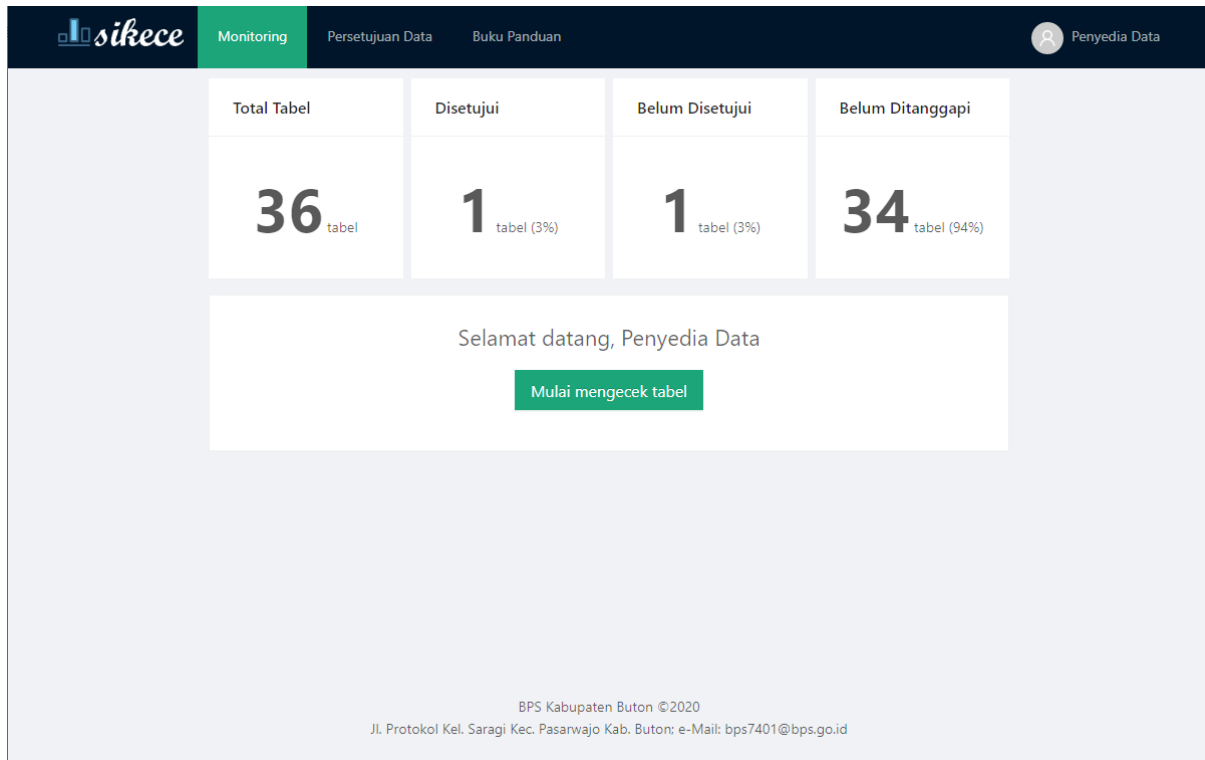 sikece Monitoring Persetujuan Data Buku Panduan Penyedia Data
Total Tabel Disetujui Belum Disetujui Belum Ditanggapi
36 tabel 1 tabel (3%) 1 tabel (3%) 34 tabel (94%)
Selamat datang, Penyedia Data
Mulai mengecek tabel
BPS Kabupaten Buton ©2020
Jl. Protokol Kel. Saragi Kec. Pasarwajo Kab. Buton; e-Mail: bps7401@bps.go.id